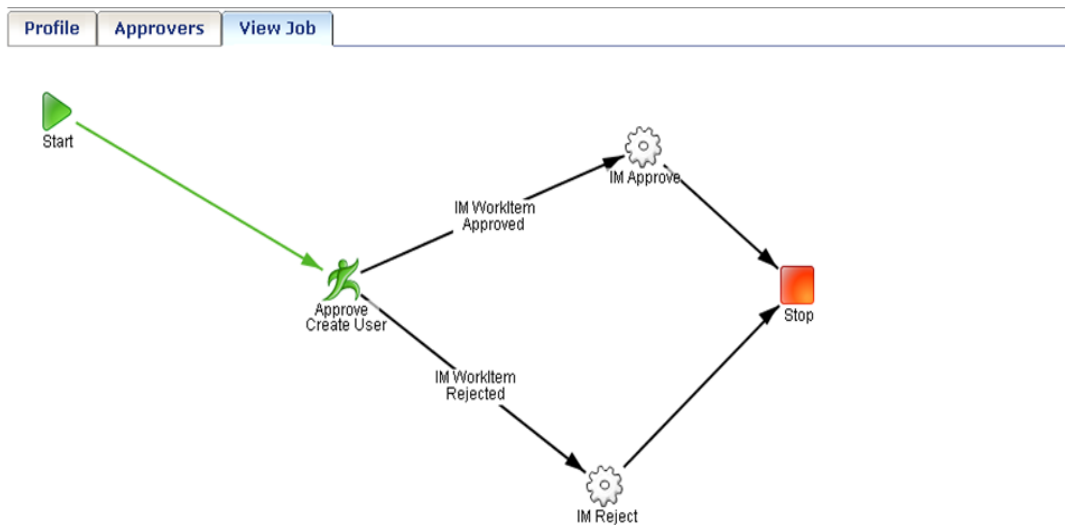 Profile
Approvers
View Job
Start
IM Approve
IM WorkItem
Approved
Approve
Create User
Stop
IM WorkItem
Rejected
IM Reject